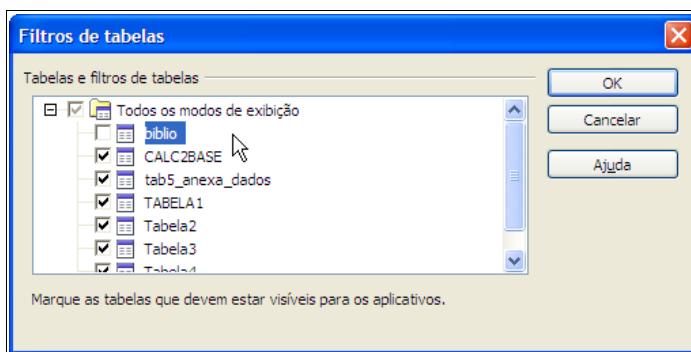 Filtros de tabelas
Tabelas e filtros de tabelas
OK
Todos os modos de exibição
Cancelar
biblio
CALC2BASE
Ajuda
tab5_anexa_dados
TABELA1
Tabela2
Tabela3
Tabela4
Marque as tabelas que devem estar visíveis para os aplicativos.